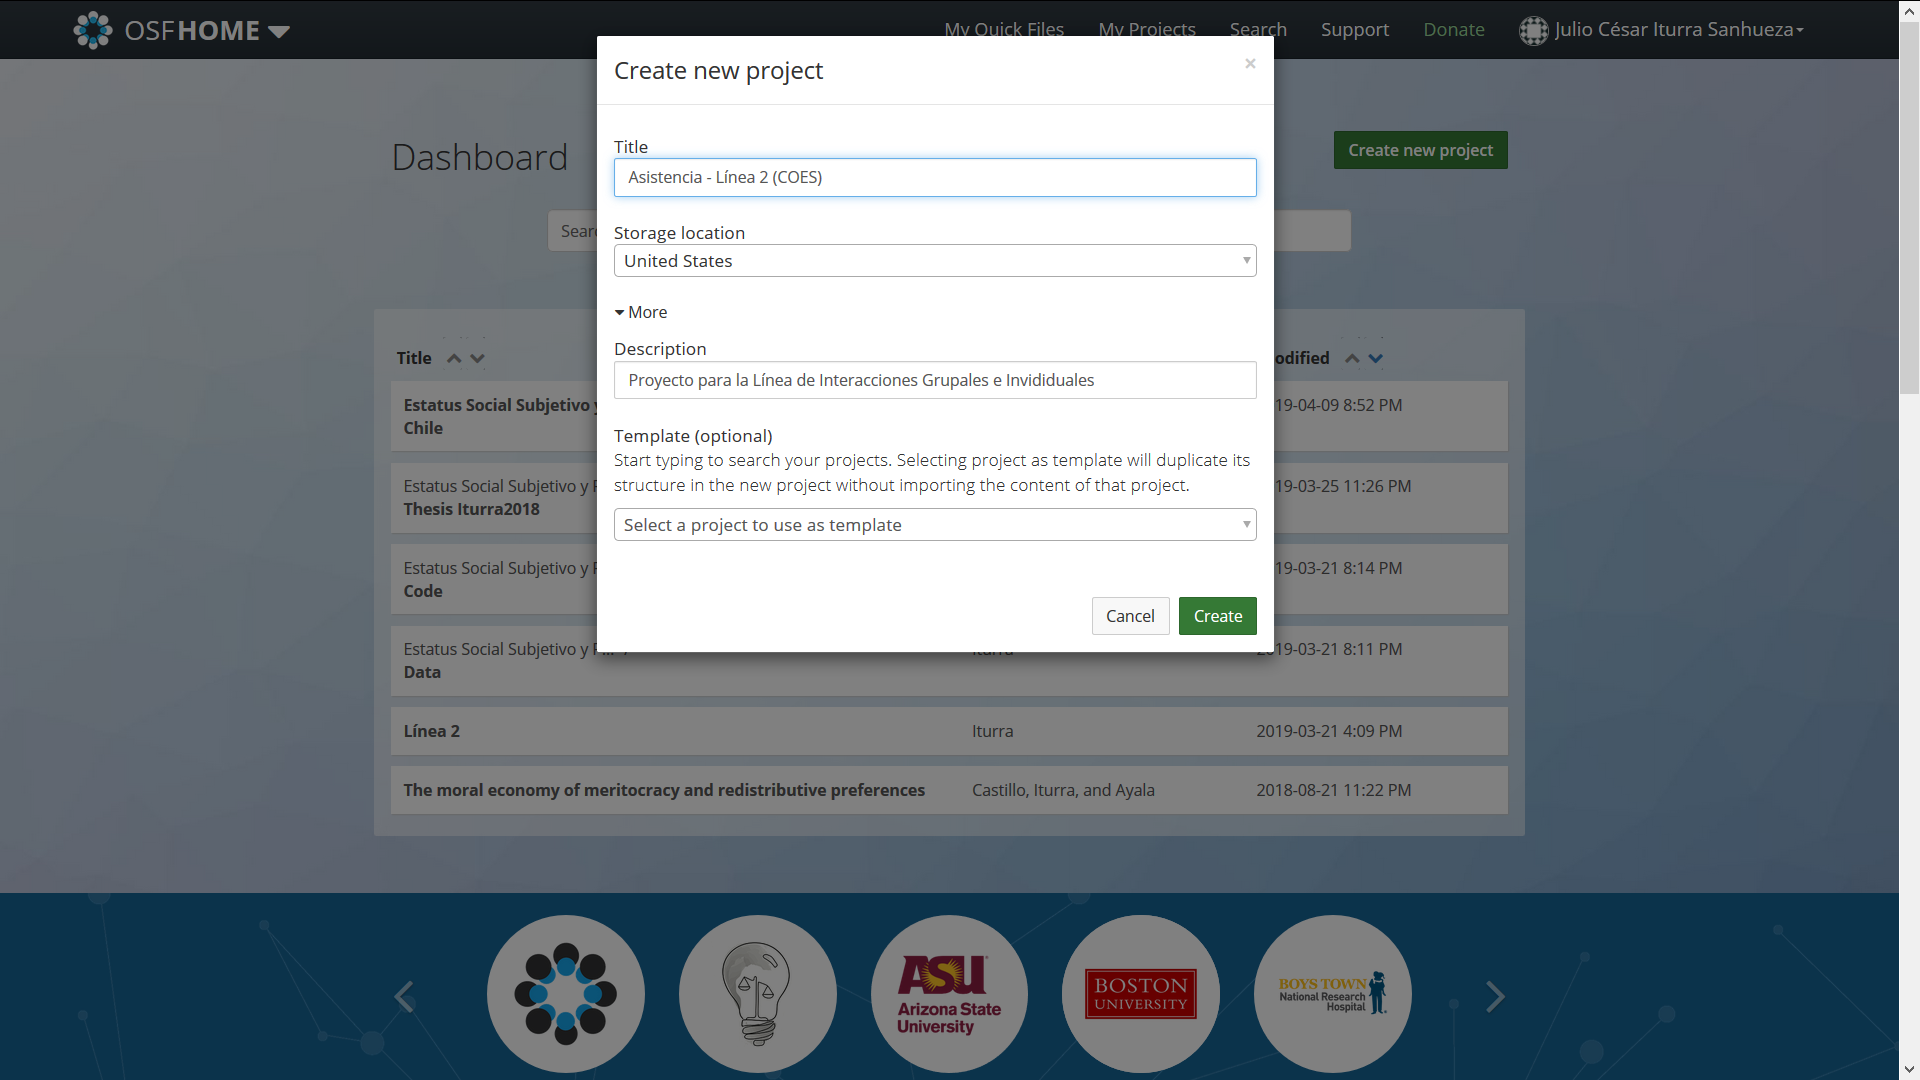 OSFHOME
My Quick Files
My Projects
Search
Support
Donate
Julio César Iturra Sanhueza
Create new project
×
Title
Asistencia - Línea 2 (COES)
Storage location
United States
More
Description
Proyecto para la Línea de Interacciones Grupales e Invididuales
Template (optional)
Start typing to search your projects. Selecting project as template will duplicate its
structure in the new project without importing the content of that project.
Select a project to use as template
Cancel
Create
Dashboard
Create new project
Title
Estatus Social Subjetivo
Chile
19-04-09 8:52 PM
Estatus Social Subjetivo y
Thesis Iturra2018
19-03-25 11:26 PM
Estatus Social Subjetivo y
Code
19-03-21 8:14 PM
Estatus Social Subjetivo y
Data
19-03-21 8:11 PM
Línea 2
Iturra
2019-03-21 4:09 PM
The moral economy of meritocracy and redistributive preferences
Castillo, Iturra, and Ayala
2018-08-21 11:22 PM
ASU
Arizona State
University
BOSTON
UNIVERSITY
BOYS TOWN
National Research
Hospital